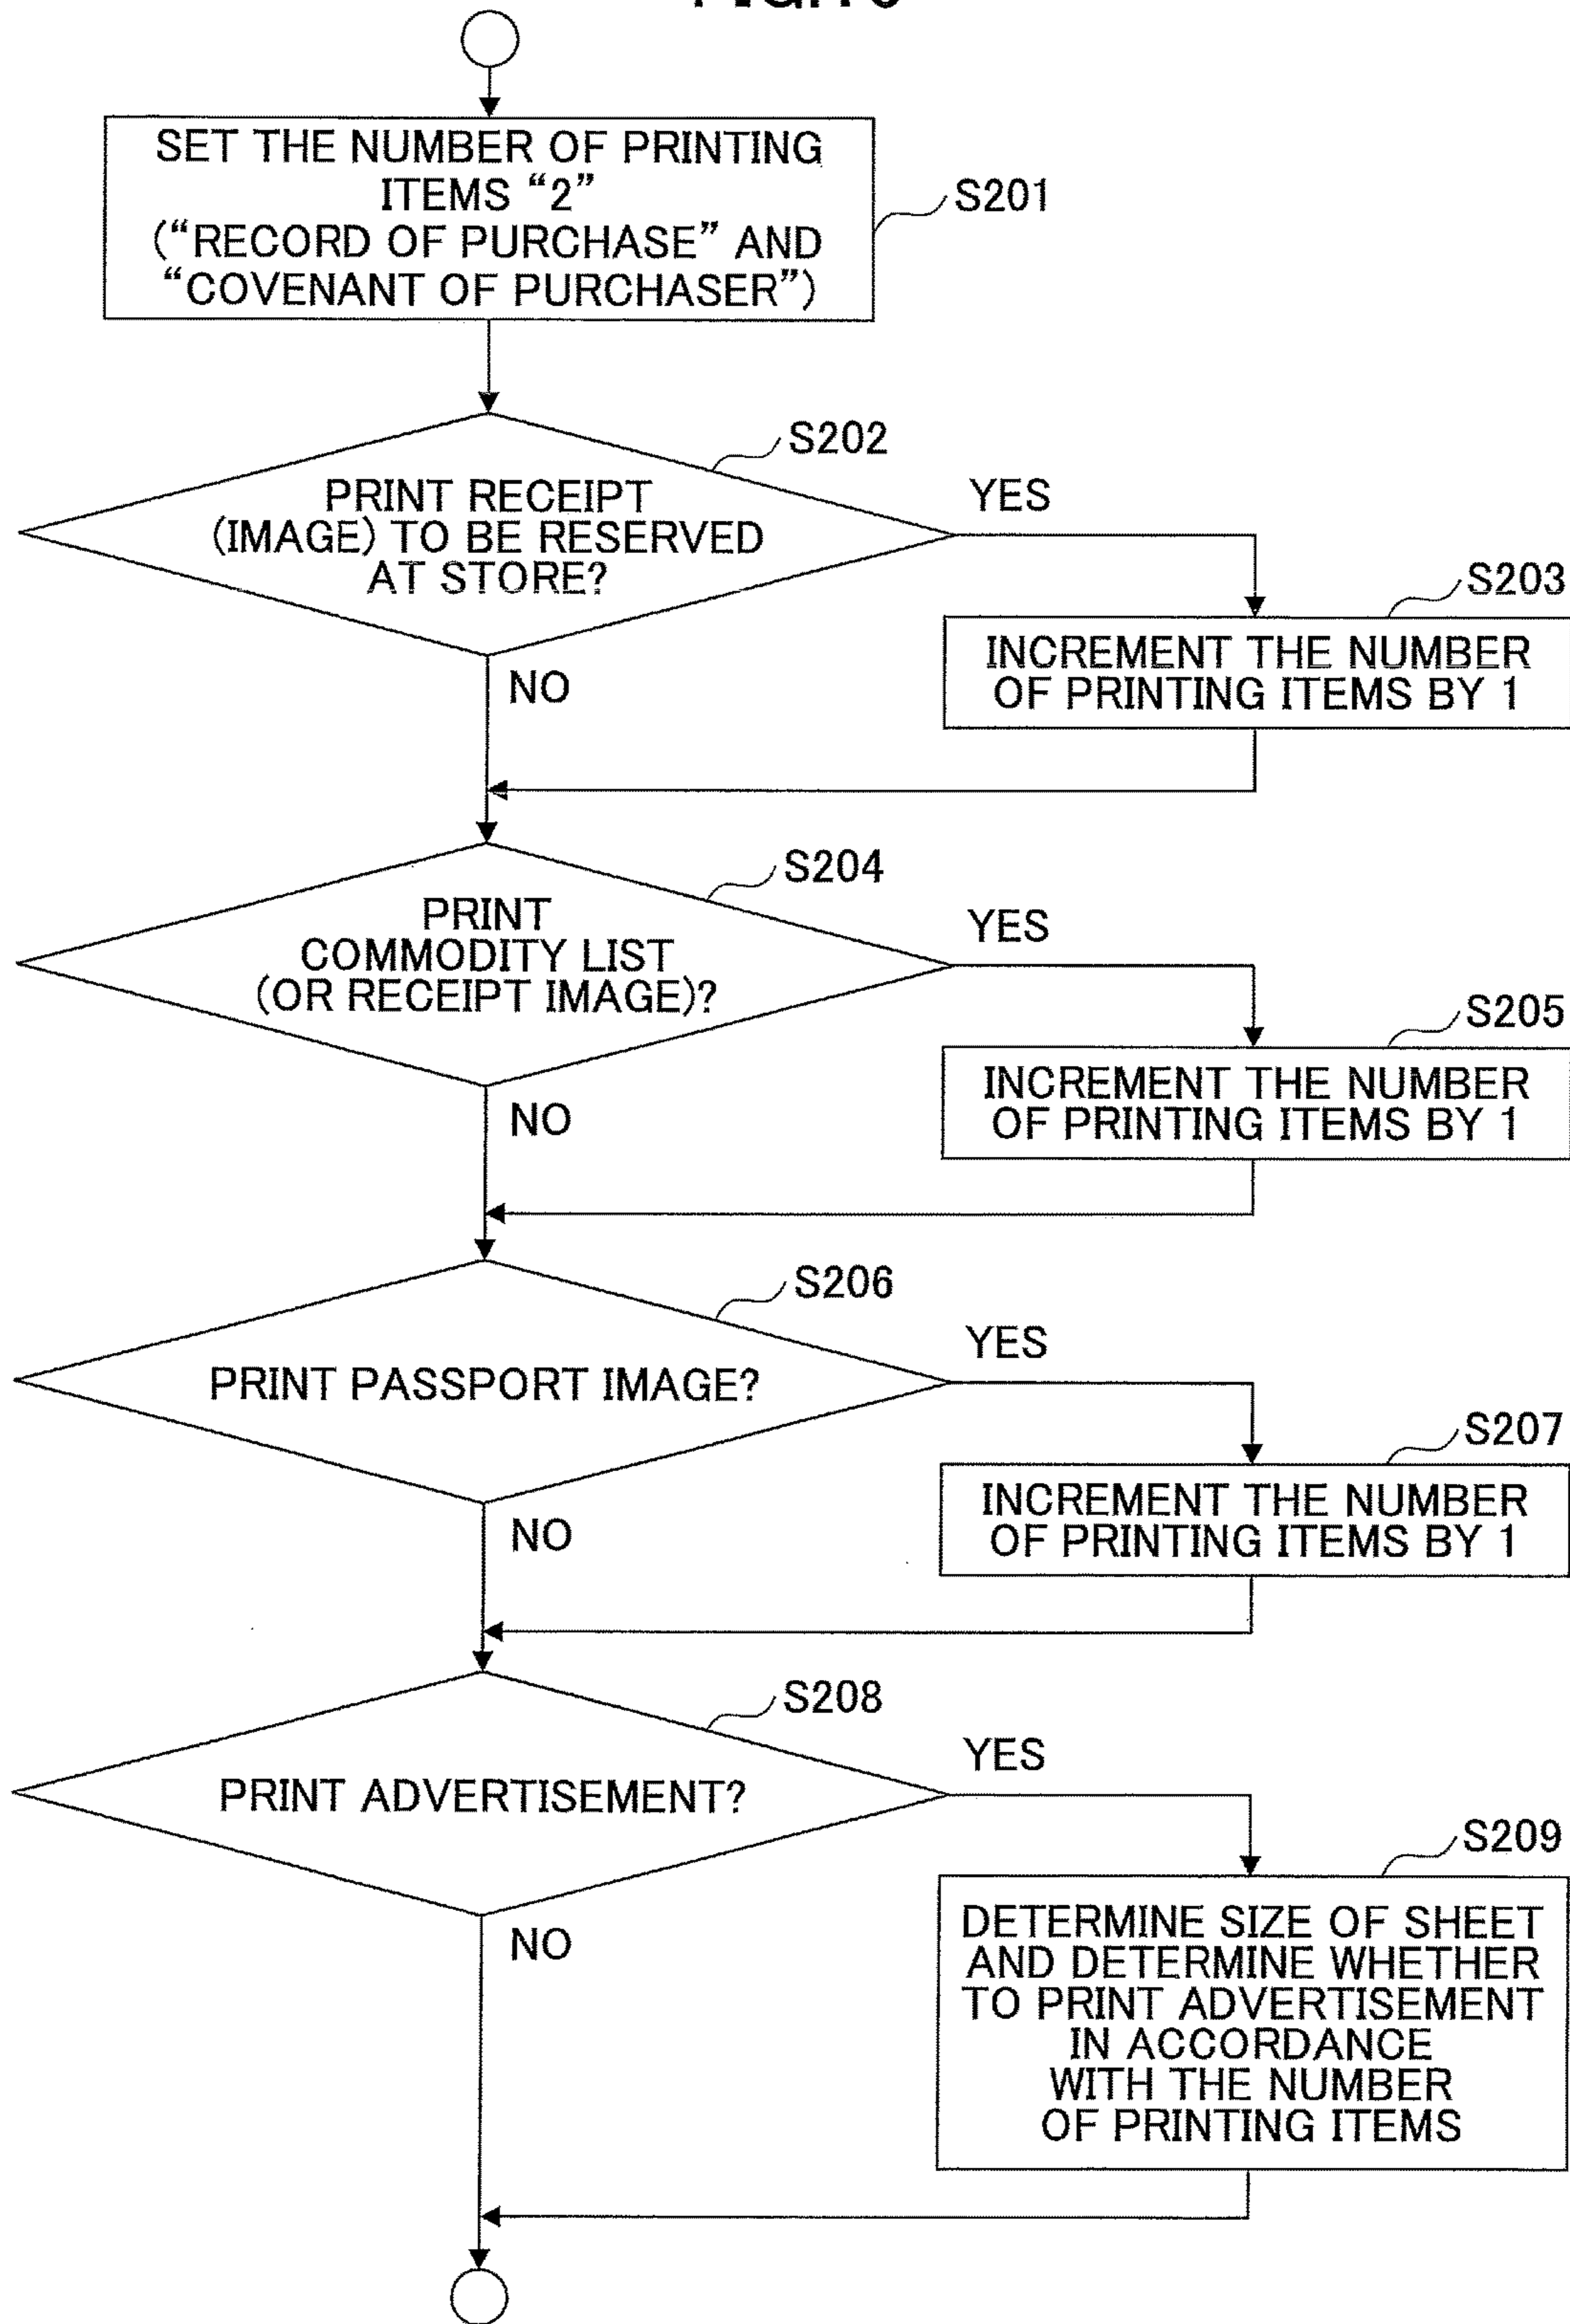 SET THE NUMBER OF PRINTING
ITEMS “2”
(“RECORD OF PURCHASE” AND
“COVENANT OF PURCHASER”)
S201
S202
PRINT RECEIPT
(IMAGE) TO BE RESERVED
AT STORE?
YES
NO
S203
INCREMENT THE NUMBER
OF PRINTING ITEMS BY 1
S204
PRINT
COMMODITY LIST
(OR RECEIPT IMAGE)?
YES
NO
S205
INCREMENT THE NUMBER
OF PRINTING ITEMS BY 1
S206
PRINT PASSPORT IMAGE?
YES
NO
S207
INCREMENT THE NUMBER
OF PRINTING ITEMS BY 1
S208
PRINT ADVERTISEMENT?
YES
NO
S209
DETERMINE SIZE OF SHEET
AND DETERMINE WHETHER
TO PRINT ADVERTISEMENT
IN ACCORDANCE
WITH THE NUMBER
OF PRINTING ITEMS